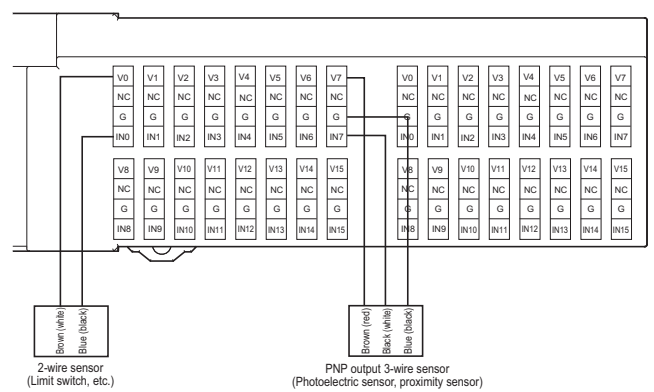 V0 V1 V2 V3 V4 V5 V6 V7 V0 V1 V2 V3 V4 V5 V6 V7
NC NC NC NC NC NC NC NC NC NC NC NC NC NC NC NC
G G G G G G G G G G G G G G G G
IN0 IN1 IN2 IN3 IN4 IN5 IN6 IN7 IN0 IN1 IN2 IN3 IN4 IN5 IN6 IN7
V8 V9 V10 V11 V12 V13 V14 V15 V8 V9 V10 V11 V12 V13 V14 V15
NC NC NC NC NC NC NC NC NC NC NC NC NC NC NC NC
G G G G G G G G G G G G G G G G
IN8 IN9 IN10 IN11 IN12 IN13 IN14 IN15 IN8 IN9 IN10 IN11 IN12 IN13 IN14 IN15
Brown (white)
Blue (black)
Brown (red)
Black (white)
Blue (black)
2-wire sensor
(Limit switch, etc.)
PNP output 3-wire sensor
(Photoelectric sensor, proximity sensor)